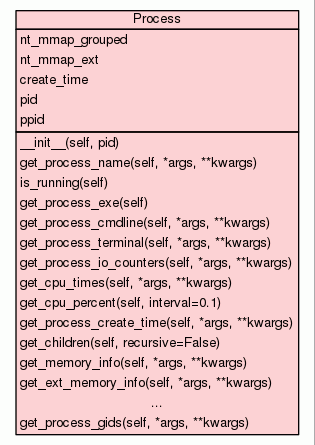 Process
nt_mmap_grouped
nt_mmap_ext
create_time
pid
ppid
__init__(self, pid)
get_process_name(self, *args, **kwargs)
is_running(self)
get_process_exe(self)
get_process_cmdline(self, *args, **kwargs)
get_process_terminal(self, *args, **kwargs)
get_process_io_counters(self, *args, **kwargs)
get_cpu_times(self, *args, **kwargs)
get_cpu_percent(self, interval=0.1)
get_process_create_time(self, *args, **kwargs)
get_children(self, recursive=False)
get_memory_info(self, *args, **kwargs)
get_ext_memory_info(self, *args, **kwargs)
...
get_process_gids(self, *args, **kwargs)